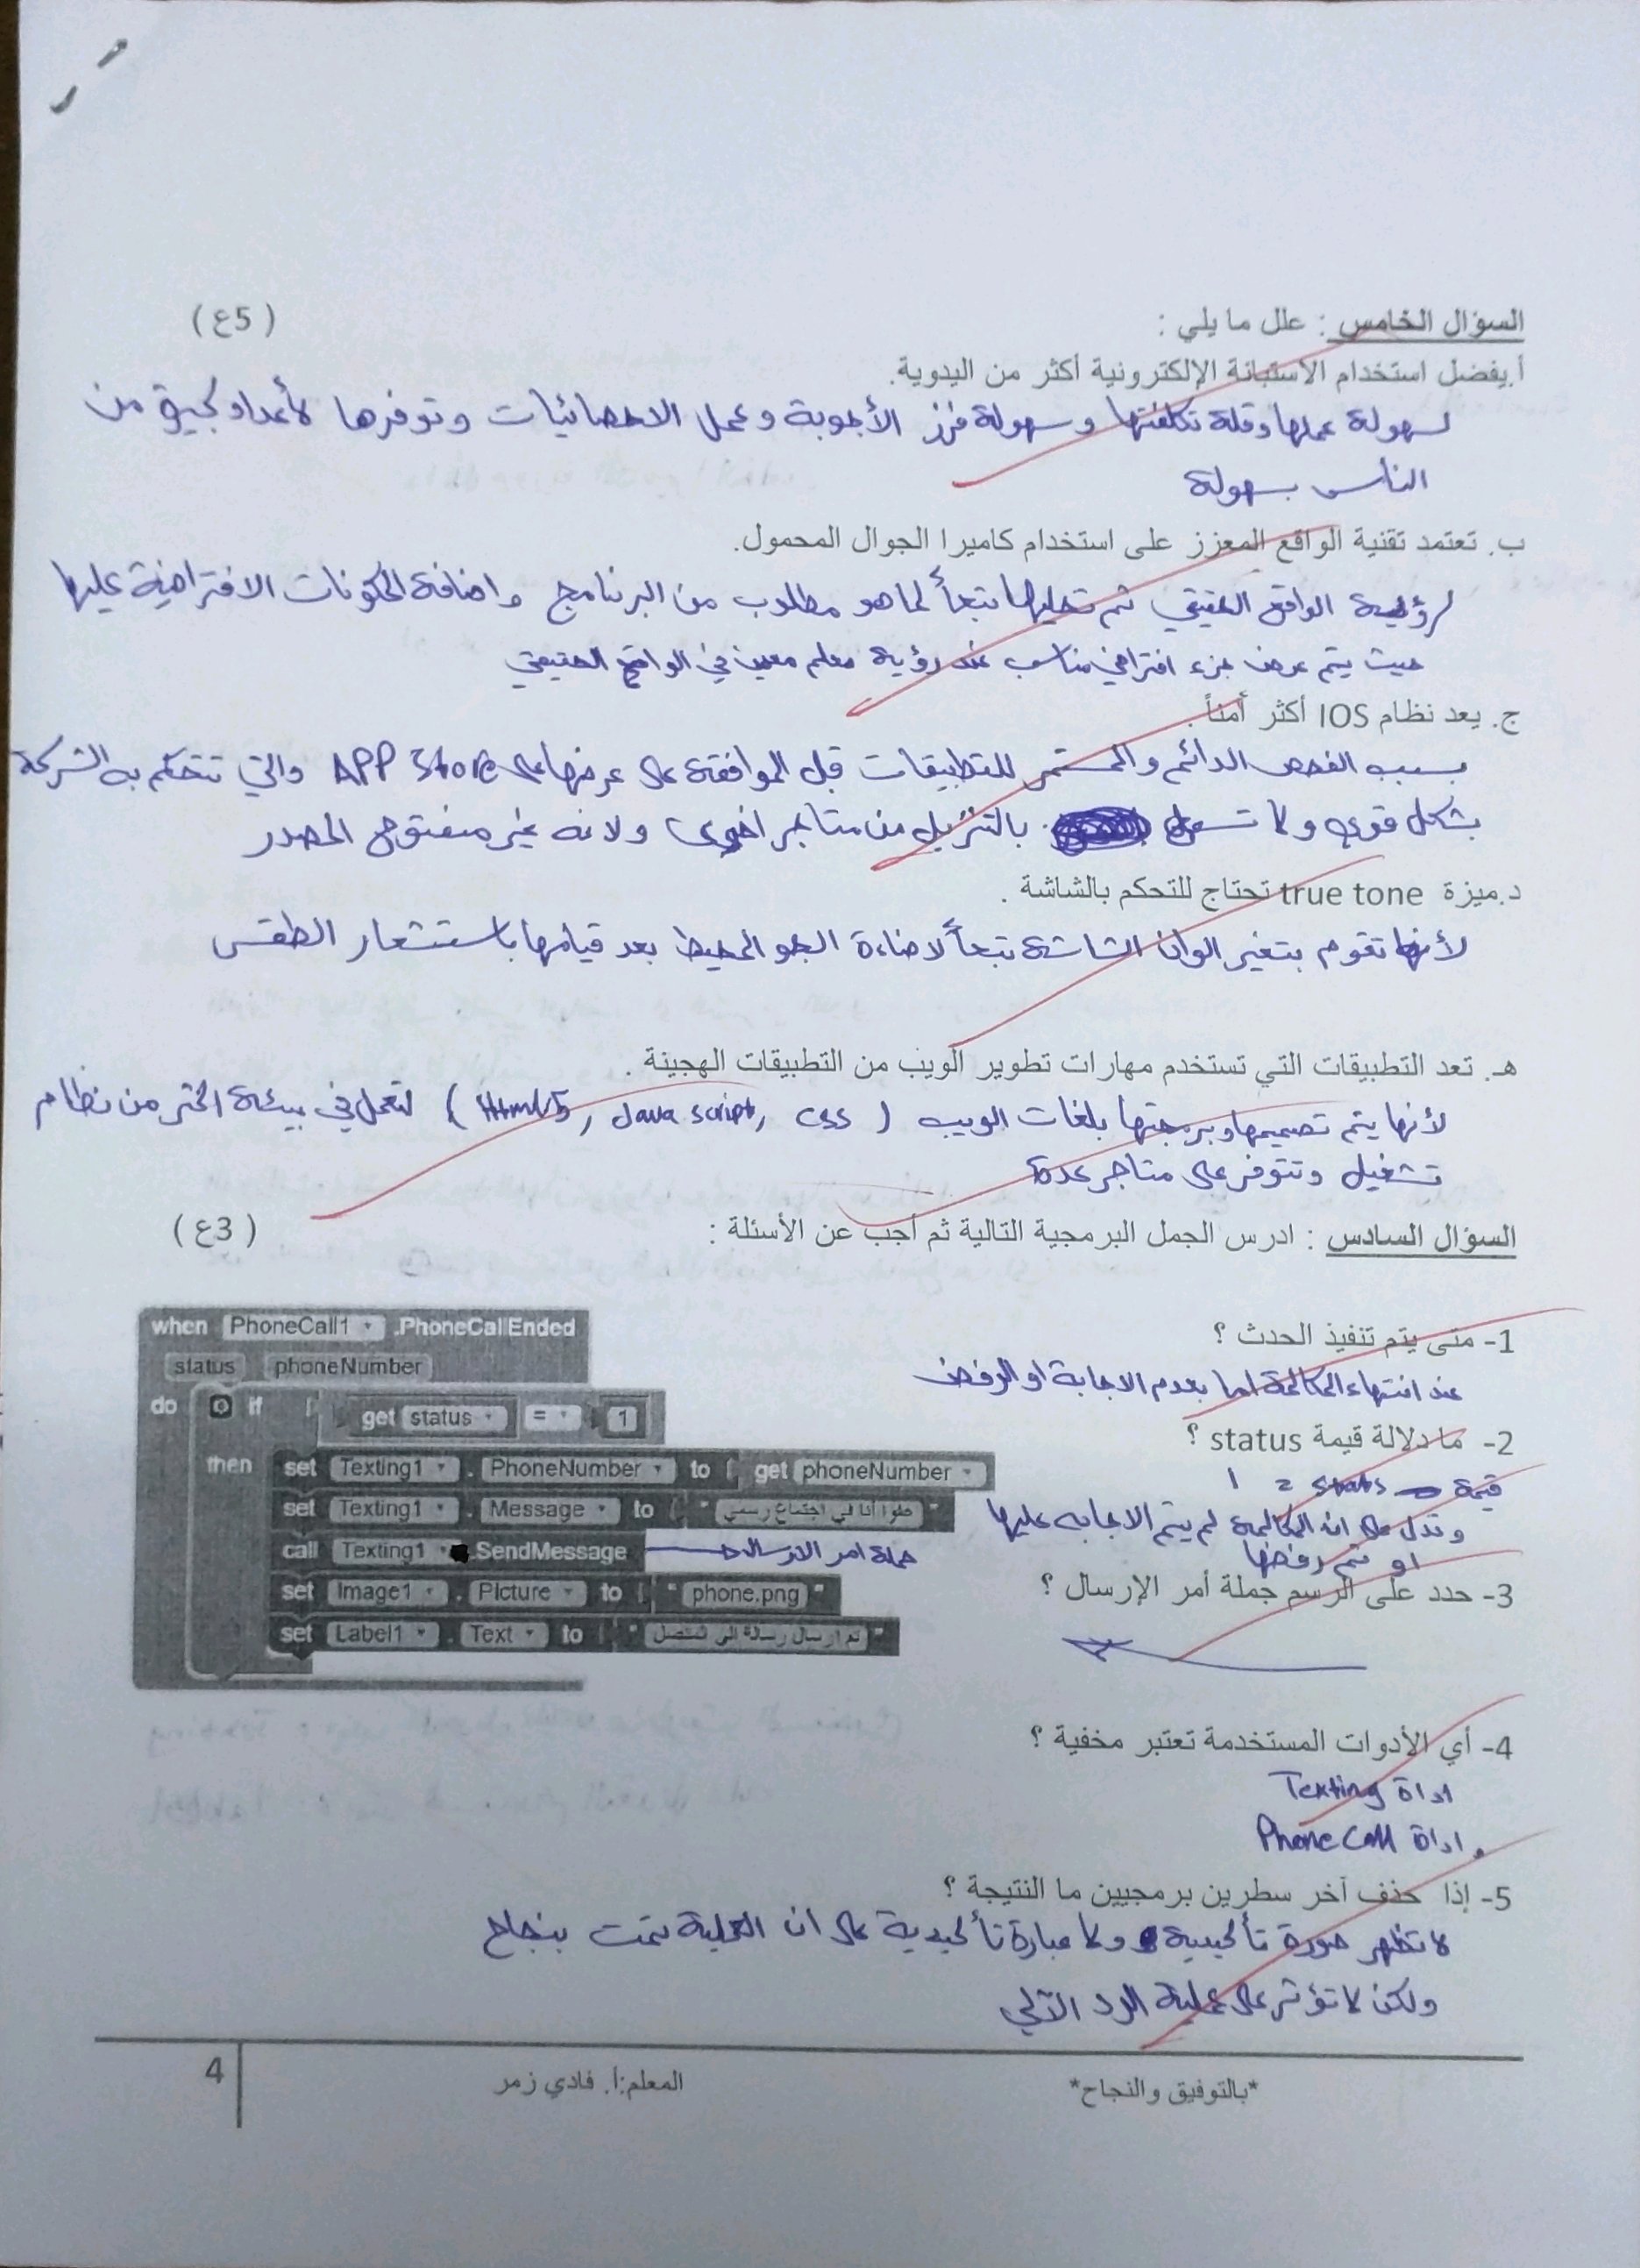 السؤال الخامس : علل ما يلي : ( 5ع )
أ.يفضل استخدام الاستبانة الإلكترونية أكثر من اليدوية.
لسهولة عملها وقلة تكلفتها وسهولة فرز الأجوبة وعمل الاحصائيات وتوفرها لأعداد كبيرة من
الناس بسهولة
ب. تعتمد تقنية الواقع المعزز على استخدام كاميرا الجوال المحمول.
لرؤية الواقع الحقيقي ثم تحليلها تبعاً لما هو مطلوب من البرنامج واضافة المكونات الافتراضية عليها
حيث يتم عرض جزء افتراضي مناسب عند رؤية معلم معين في الواقع الحقيقي
ج. يعد نظام IOS أكثر أمناً .
بسبب الفحص الدائم والمستمر للتطبيقات قبل الموافقة على عرضها على APP Store والتي تتحكم به الشركة
بشكل قوي ولا تسمح بالتنزيل من متاجر اخرى ولانه غير مفتوح المصدر
د.ميزة true tone تحتاج للتحكم بالشاشة .
لأنها تقوم بتغير الوان الشاشة تبعاً لاضاءة الجو المحيط بعد قيامها باستشعار الطقس
هـ. تعد التطبيقات التي تستخدم مهارات تطوير الويب من التطبيقات الهجينة .
لأنها يتم تصميمها وبرمجتها بلغات الويب ( Html5, Java script, CSS ) لتعمل في بيئة اكثر من نظام
تشغيل وتتوفر على متاجر عدة
السؤال السادس : ادرس الجمل البرمجية التالية ثم أجب عن الأسئلة : ( 3ع )
1- متى يتم تنفيذ الحدث ؟
عند انتهاء المكالمة اما بعدم الاجابة او الرفض
2- ما دلالة قيمة status ؟
قيمة status = 1
وتدل على ان المكالمة لم يتم الاجابه عليها
او تم رفضها
3- حدد على الرسم جملة أمر الإرسال ؟
when PhoneCall1 .PhoneCallEnded
status phoneNumber
do if get status = 1
then set Texting1 . PhoneNumber to get phoneNumber
set Texting1 . Message to " عفوا أنا في اجتماع رسمي "
call Texting1 .SendMessage جملة امر الارسال
set Image1 . Picture to " phone.png "
set Label1 . Text to " تم ارسال رسالة الى المتصل "
4- أي الأدوات المستخدمة تعتبر مخفية ؟
اداة Texting
واداة Phone Call
5- إذا حذف آخر سطرين برمجيين ما النتيجة ؟
لا تظهر صورة تأكيدية ولا عبارة تأكيدية على ان العملية تمت بنجاح
ولكن لا تؤثر على عملية الرد الآلي
*بالتوفيق والنجاح* المعلم:أ. فادي زمر 4